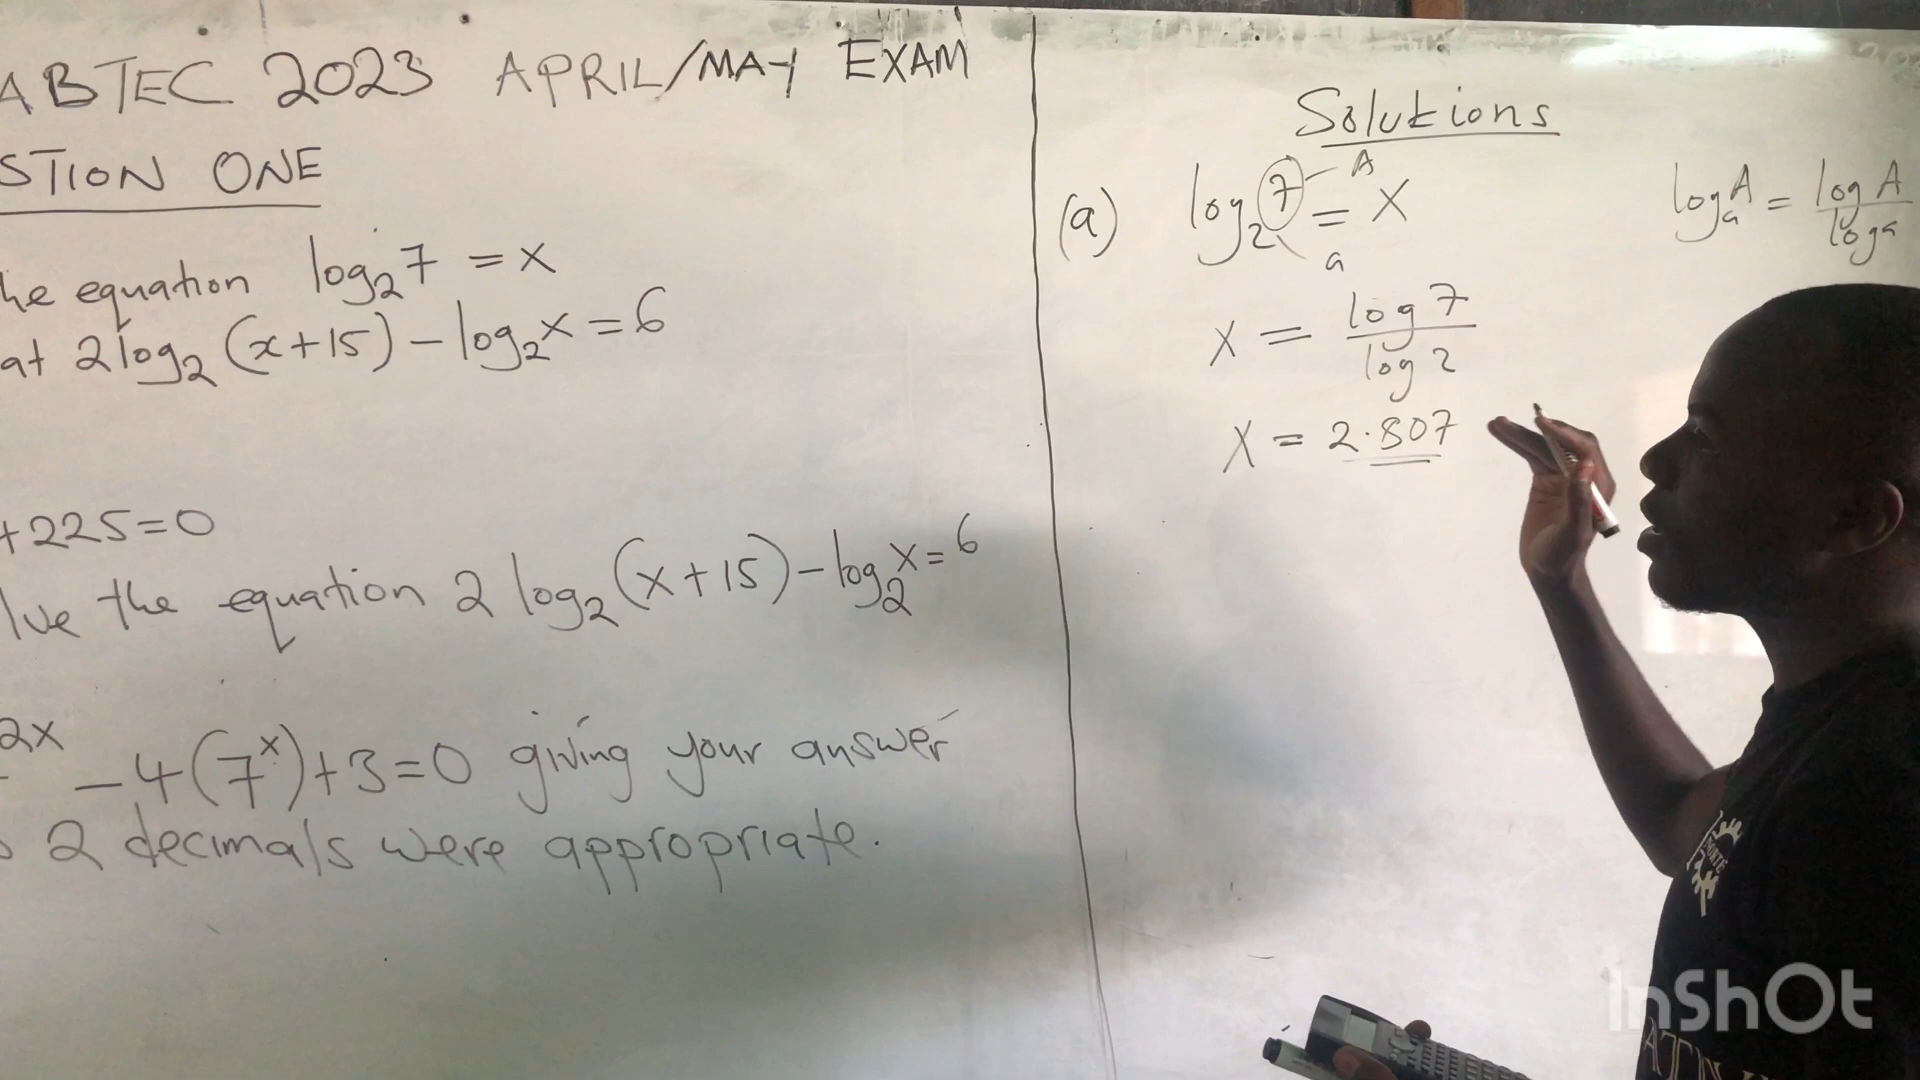 ABTEC 2023 APRIL/MAY EXAM
STION ONE
he equation log₂7 = x
at 2log₂(x+15) - log₂x = 6
+225=0
lve the equation 2 log₂(x+15) - log₂x = 6
2x - 4(7ˣ)+3=0 giving your answer
2 decimals were appropriate.
Solutions
(a) log₂7 = x
A
a
logₐA = log A / log a
x = log 7 / log 2
x = 2.807
InShOt